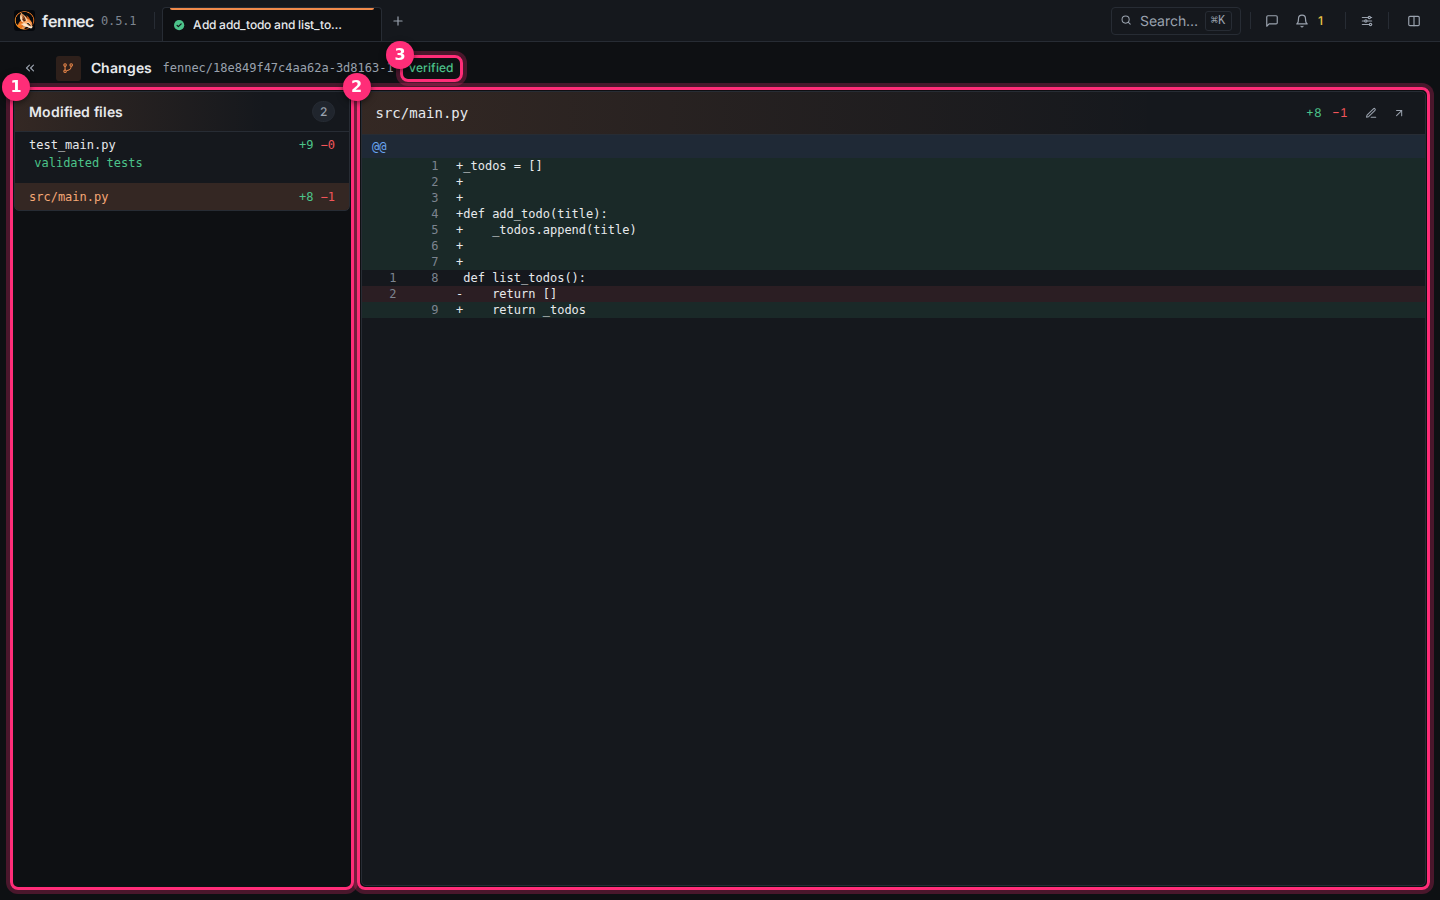 fennec 0.5.1
Add add_todo and list_to...
+
Search... ⌘K
1
« Changes fennec/18e849f47c4aa62a-3d8163-1 verified
3
1
2
Modified files 2
test_main.py +9 −0
validated tests
src/main.py +8 −1
src/main.py +8 −1
@@
1 +_todos = []
2 +
3 +
4 +def add_todo(title):
5 +    _todos.append(title)
6 +
7 +
1 8  def list_todos():
2 -    return []
9 +    return _todos